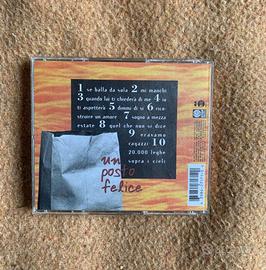 1 se balla da sola 2 mi manchi
3 quando lui ti chiederà di me 4 io
ti aspetterò 5 dimmi di sì 6 rico-
struire un amore 7 sogno a mezza
estate 8 quel che non si dice
9 eravamo
ragazzi 10
20.000 leghe
sopra i cieli
un
posto
felice